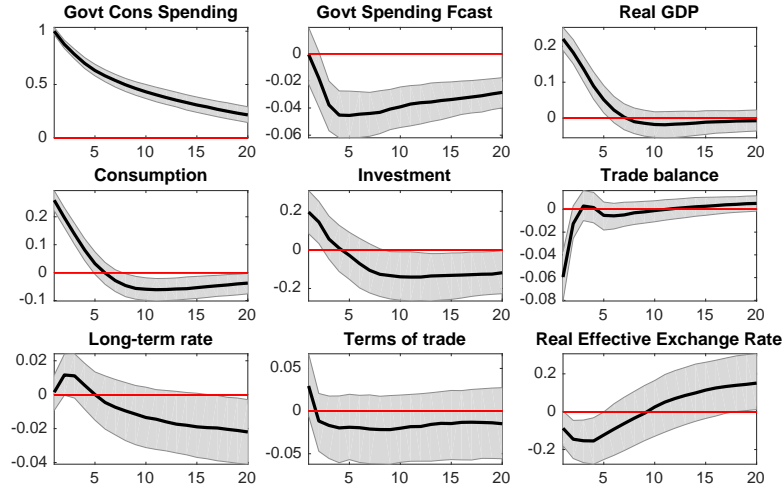 Govt Cons Spending
1
0.5
0
5 10 15 20
Govt Spending Fcast
0
-0.02
-0.04
-0.06
5 10 15 20
Real GDP
0.2
0.1
0
5 10 15 20
Consumption
0.2
0.1
0
-0.1
5 10 15 20
Investment
0.2
0
-0.2
5 10 15 20
Trade balance
0
-0.02
-0.04
-0.06
-0.08
5 10 15 20
Long-term rate
0.02
0
-0.02
-0.04
5 10 15 20
Terms of trade
0.05
0
-0.05
5 10 15 20
Real Effective Exchange Rate
0.2
0
-0.2
5 10 15 20